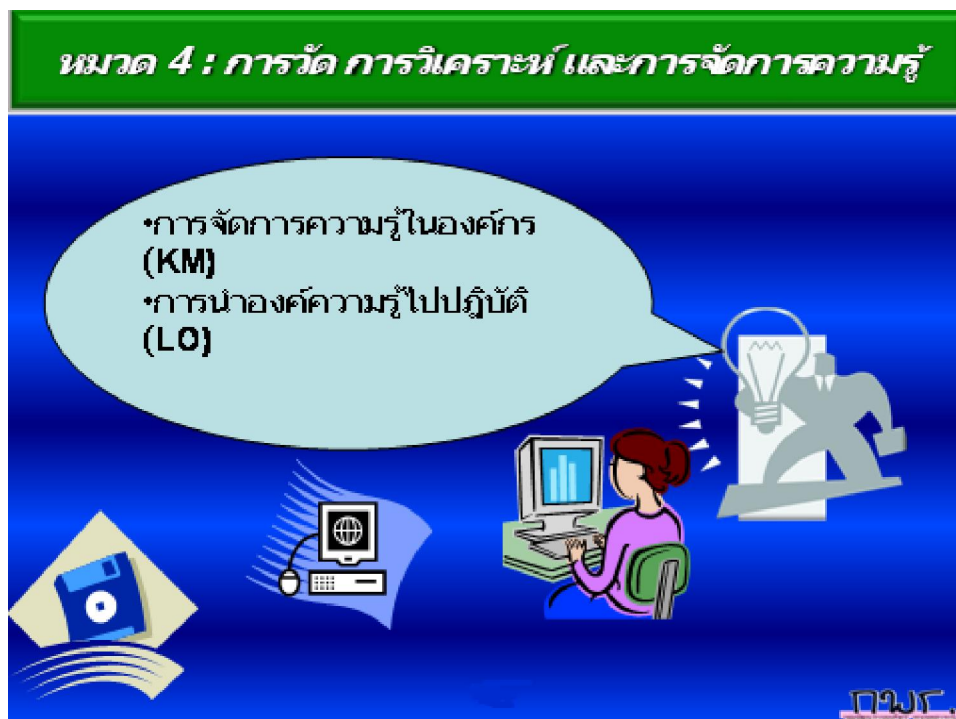 หมวด 4 : การวัด การวิเคราะห์ และการจัดการความรู้
•การจัดการความรู้ในองค์กร
(KM)
•การนำองค์ความรู้ไปปฎิบัติ
(LO)
กพร.